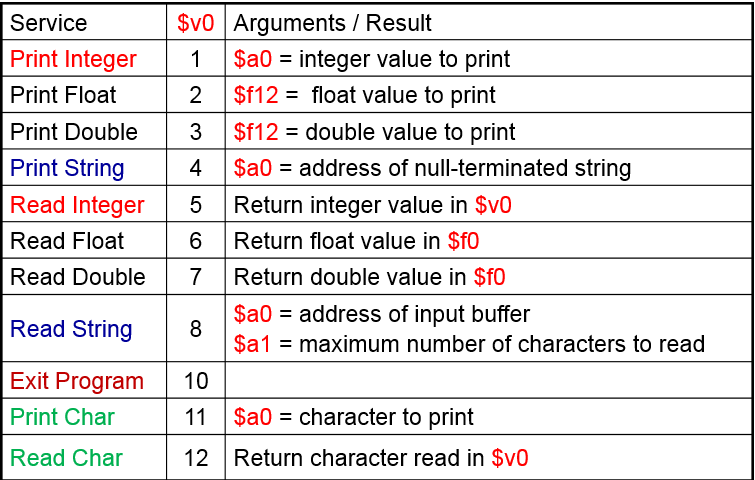 Service $v0 Arguments / Result
Print Integer 1 $a0 = integer value to print
Print Float 2 $f12 = float value to print
Print Double 3 $f12 = double value to print
Print String 4 $a0 = address of null-terminated string
Read Integer 5 Return integer value in $v0
Read Float 6 Return float value in $f0
Read Double 7 Return double value in $f0
Read String 8 $a0 = address of input buffer
$a1 = maximum number of characters to read
Exit Program 10
Print Char 11 $a0 = character to print
Read Char 12 Return character read in $v0